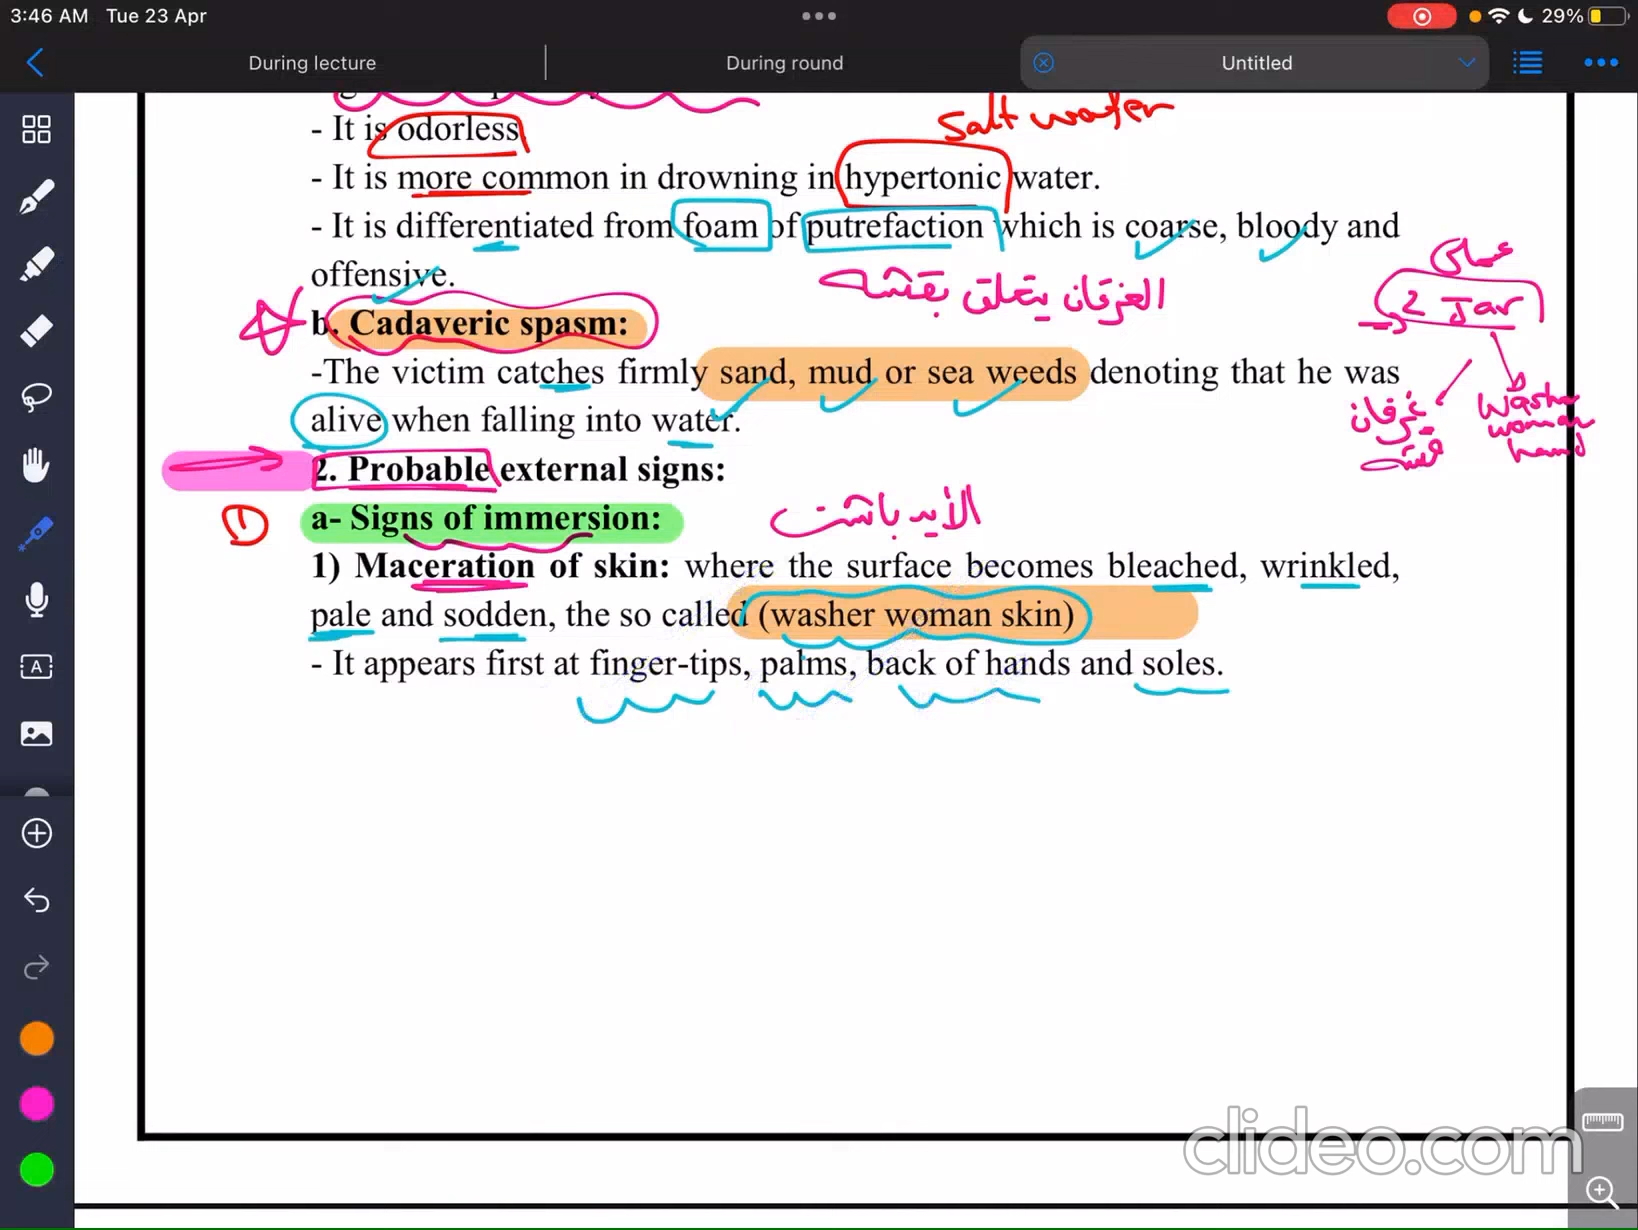 3:46 AM Tue 23 Apr
29%
During lecture
During round
Untitled
Salt water
- It is odorless.
- It is more common in drowning in hypertonic water.
- It is differentiated from foam of putrefaction which is coarse, bloody and
offensive.
الغرقان يتعلق بقشه
2 Jar
b. Cadaveric spasm:
-The victim catches firmly sand, mud or sea weeds denoting that he was
alive when falling into water.
غرقان
قشه
washer
woman
hand
2. Probable external signs:
1
a- Signs of immersion:
1) Maceration of skin: where the surface becomes bleached, wrinkled,
pale and sodden, the so called (washer woman skin)
- It appears first at finger-tips, palms, back of hands and soles.
A
clideo.com